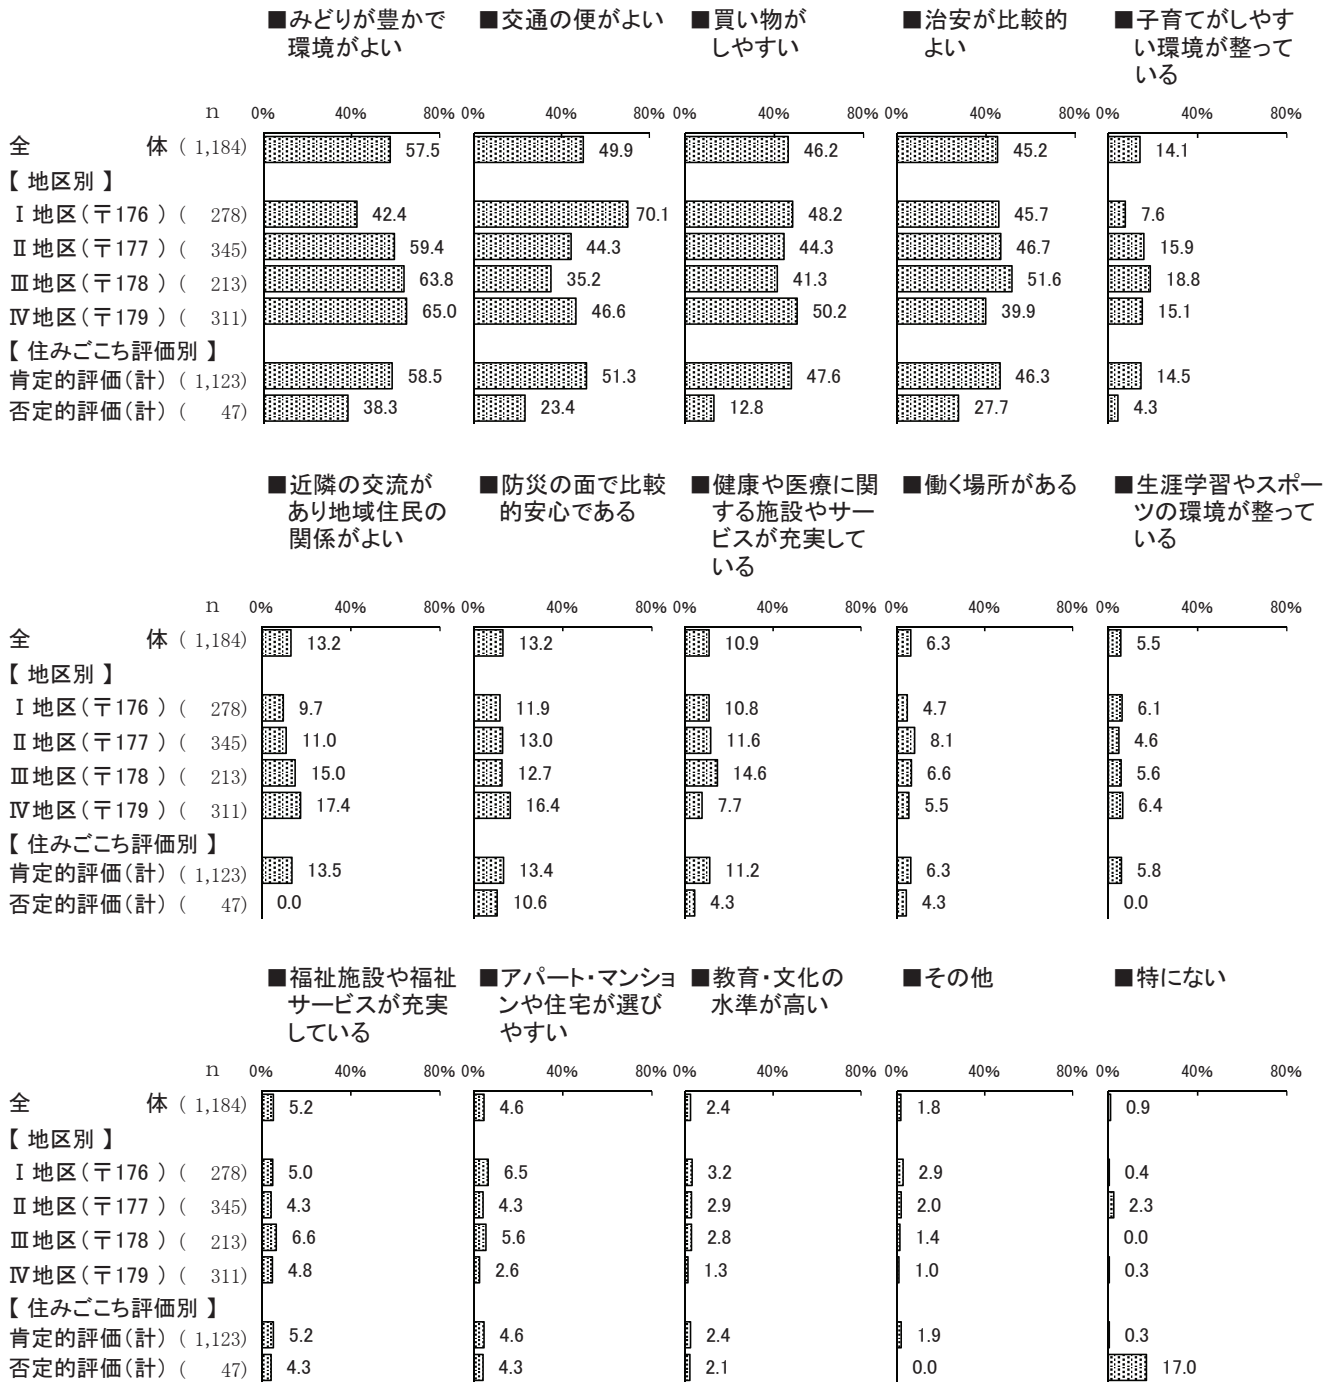 ■みどりが豊かで
環境がよい
■交通の便がよい
■買い物が
しやすい
■治安が比較的
よい
■子育てがしやす
い環境が整って
いる
n 0% 40% 80% 0% 40% 80% 0% 40% 80% 0% 40% 80% 0% 40% 80%
全 体 ( 1,184) 57.5 49.9 46.2 45.2 14.1
【 地区別 】
Ⅰ地区(〒176 ) ( 278) 42.4 70.1 48.2 45.7 7.6
Ⅱ地区(〒177 ) ( 345) 59.4 44.3 44.3 46.7 15.9
Ⅲ地区(〒178 ) ( 213) 63.8 35.2 41.3 51.6 18.8
Ⅳ地区(〒179 ) ( 311) 65.0 46.6 50.2 39.9 15.1
【 住みごこち評価別 】
肯定的評価(計) ( 1,123) 58.5 51.3 47.6 46.3 14.5
否定的評価(計) ( 47) 38.3 23.4 12.8 27.7 4.3
■近隣の交流が
あり地域住民の
関係がよい
■防災の面で比較
的安心である
■健康や医療に関
する施設やサー
ビスが充実して
いる
■働く場所がある
■生涯学習やスポー
ツの環境が整って
いる
n 0% 40% 80% 0% 40% 80% 0% 40% 80% 0% 40% 80% 0% 40% 80%
全 体 ( 1,184) 13.2 13.2 10.9 6.3 5.5
【 地区別 】
Ⅰ地区(〒176 ) ( 278) 9.7 11.9 10.8 4.7 6.1
Ⅱ地区(〒177 ) ( 345) 11.0 13.0 11.6 8.1 4.6
Ⅲ地区(〒178 ) ( 213) 15.0 12.7 14.6 6.6 5.6
Ⅳ地区(〒179 ) ( 311) 17.4 16.4 7.7 5.5 6.4
【 住みごこち評価別 】
肯定的評価(計) ( 1,123) 13.5 13.4 11.2 6.3 5.8
否定的評価(計) ( 47) 0.0 10.6 4.3 4.3 0.0
■福祉施設や福祉
サービスが充実
している
■アパート・マンショ
ンや住宅が選び
やすい
■教育・文化の
水準が高い
■その他
■特にない
n 0% 40% 80% 0% 40% 80% 0% 40% 80% 0% 40% 80% 0% 40% 80%
全 体 ( 1,184) 5.2 4.6 2.4 1.8 0.9
【 地区別 】
Ⅰ地区(〒176 ) ( 278) 5.0 6.5 3.2 2.9 0.4
Ⅱ地区(〒177 ) ( 345) 4.3 4.3 2.9 2.0 2.3
Ⅲ地区(〒178 ) ( 213) 6.6 5.6 2.8 1.4 0.0
Ⅳ地区(〒179 ) ( 311) 4.8 2.6 1.3 1.0 0.3
【 住みごこち評価別 】
肯定的評価(計) ( 1,123) 5.2 4.6 2.4 1.9 0.3
否定的評価(計) ( 47) 4.3 4.3 2.1 0.0 17.0